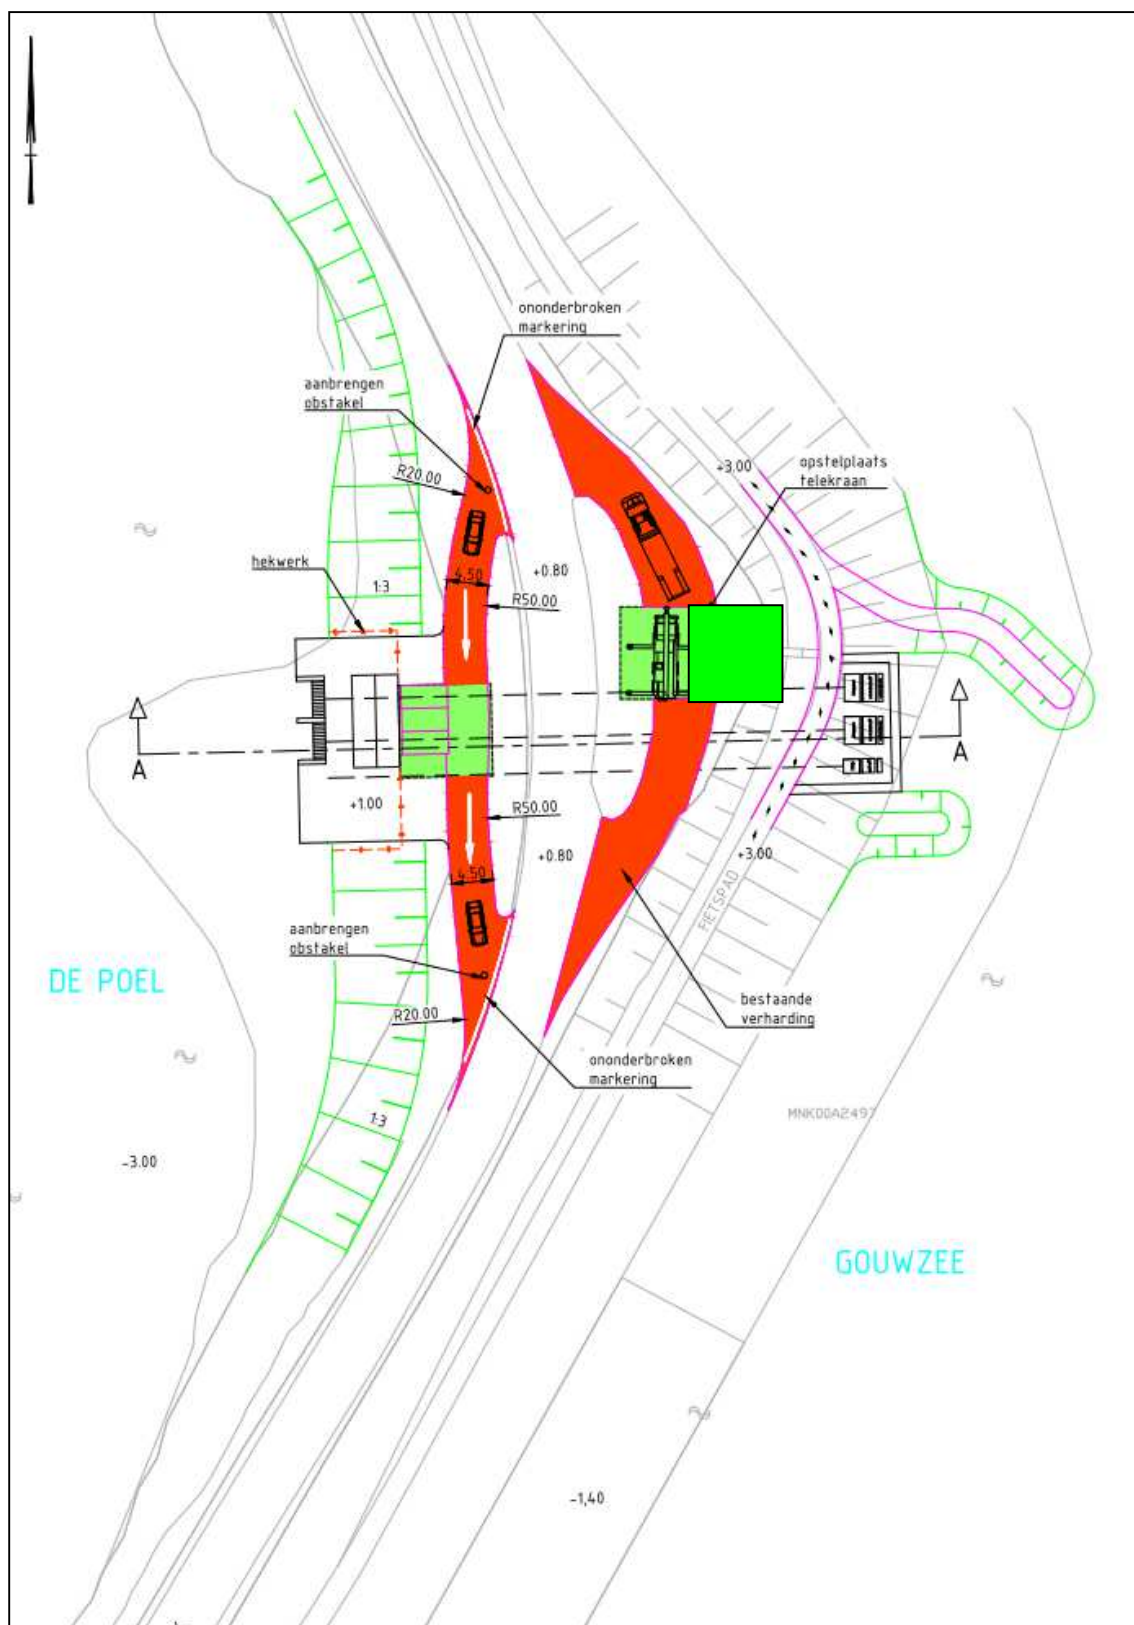 ononderbroken
markering
aanbrengen
obstakel
+3.00
opstelplaats
telekraan
R20.00
hekwerk
4.50
+0.80
1:3
R50.00
A
A
+1.00
R50.00
+0.80
+3.00
4.50
FIETSPAD
aanbrengen
obstakel
DE POEL
R20.00
bestaande
verharding
ononderbroken
markering
1:3
MNK00A2497
-3.00
GOUWZEE
-1,40